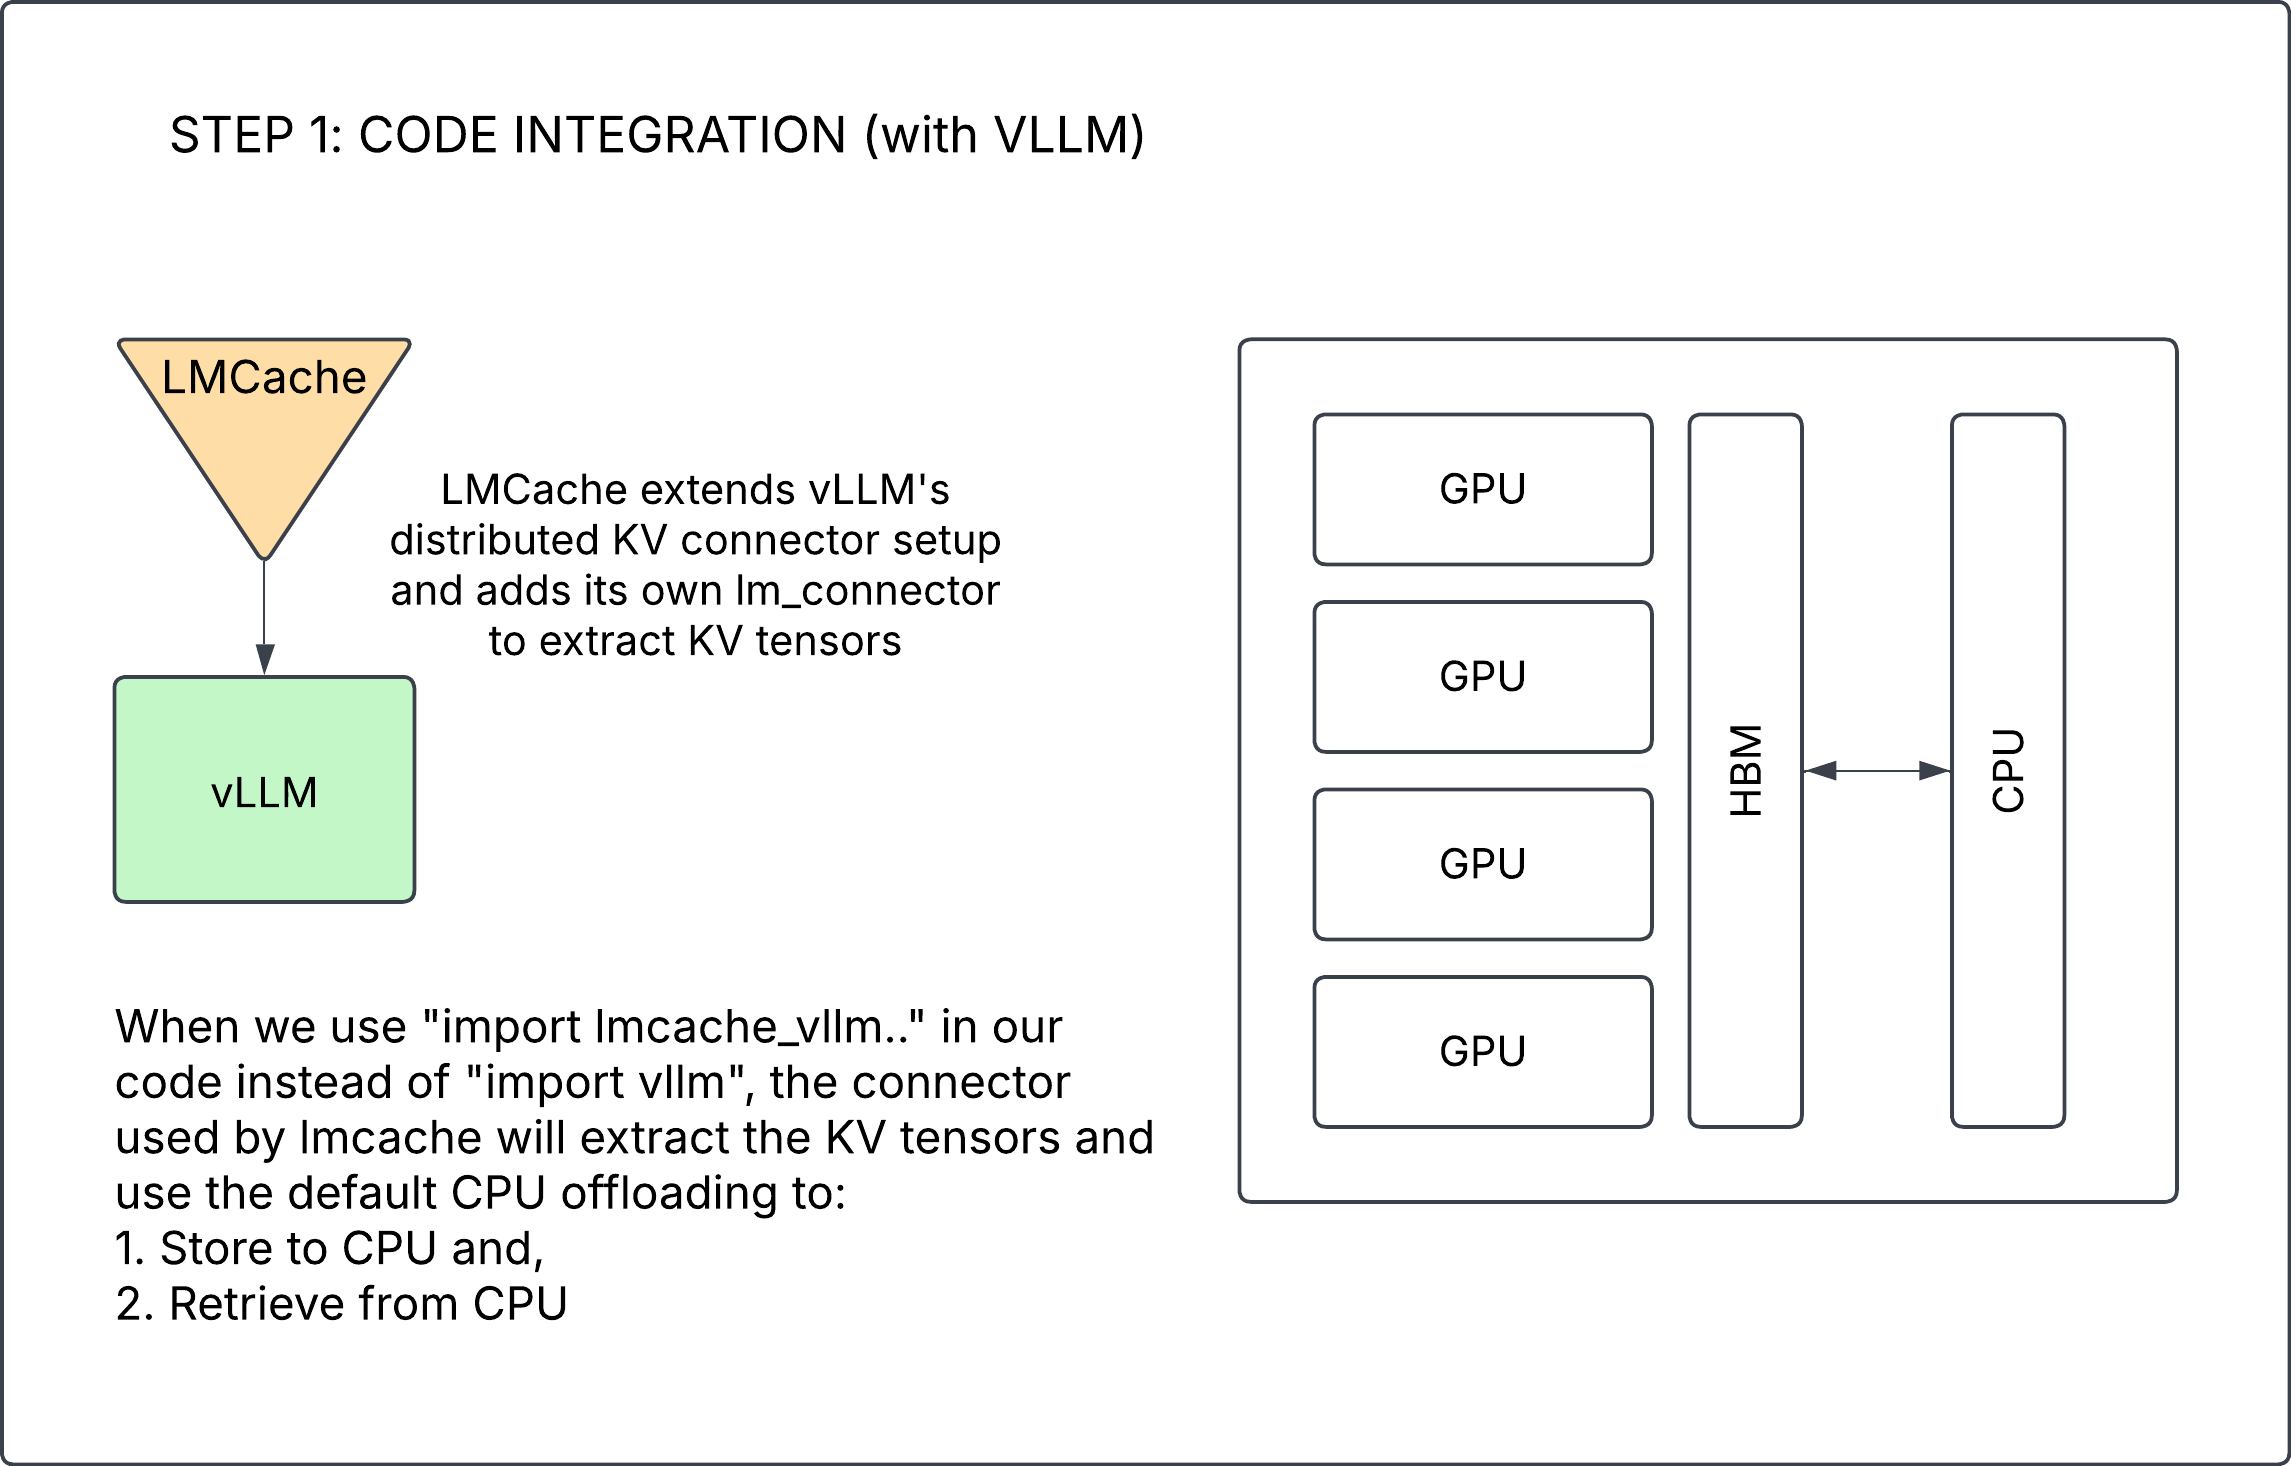 STEP 1: CODE INTEGRATION (with VLLM)
LMCache
LMCache extends vLLM's
distributed KV connector setup
and adds its own lm_connector
to extract KV tensors
vLLM
When we use "import lmcache_vllm.." in our
code instead of "import vllm", the connector
used by lmcache will extract the KV tensors and
use the default CPU offloading to:
1. Store to CPU and,
2. Retrieve from CPU
GPU
GPU
GPU
GPU
HBM
CPU